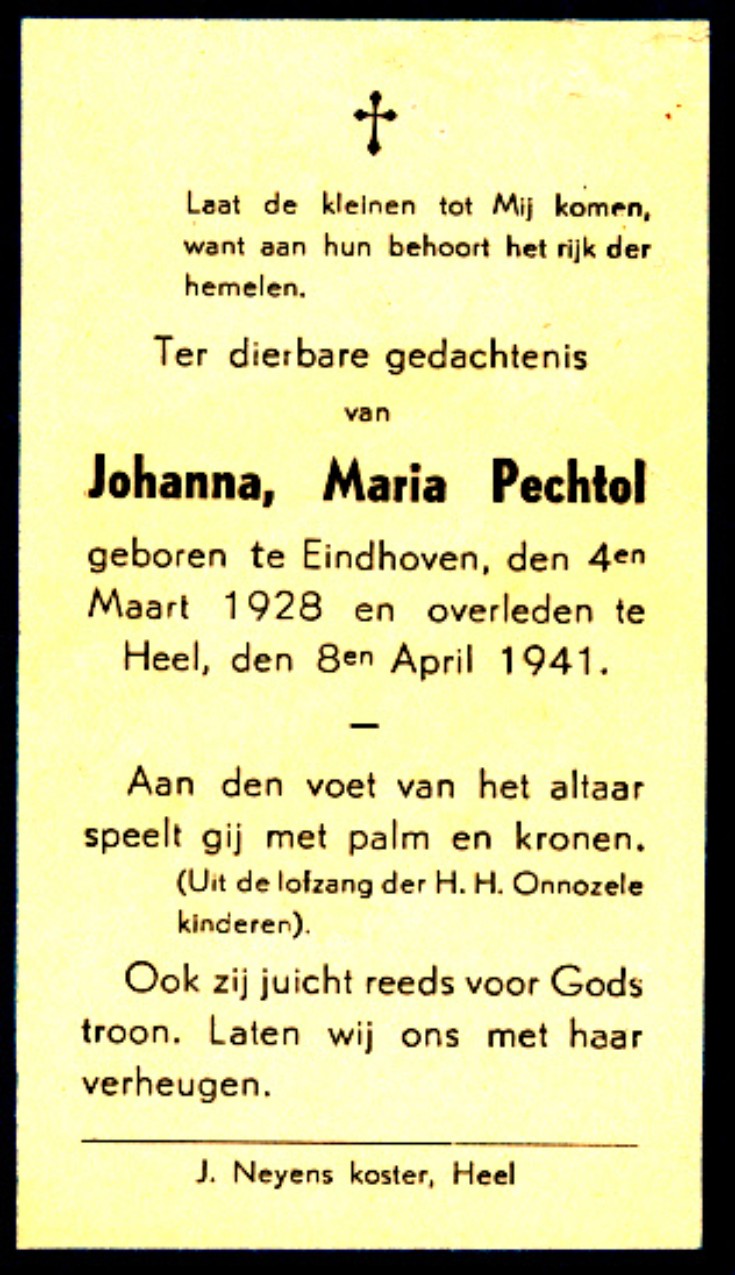 Laat de kleinen tot Mij komen,
want aan hun behoort het rijk der
hemelen.
Ter dierbare gedachtenis
van
Johanna, Maria Pechtol
geboren te Eindhoven, den 4en
Maart 1928 en overleden te
Heel, den 8en April 1941.
—
Aan den voet van het altaar
speelt gij met palm en kronen.
(Uit de lofzang der H. H. Onnozele
kinderen).
Ook zij juicht reeds voor Gods
troon. Laten wij ons met haar
verheugen.
J. Neyens koster, Heel